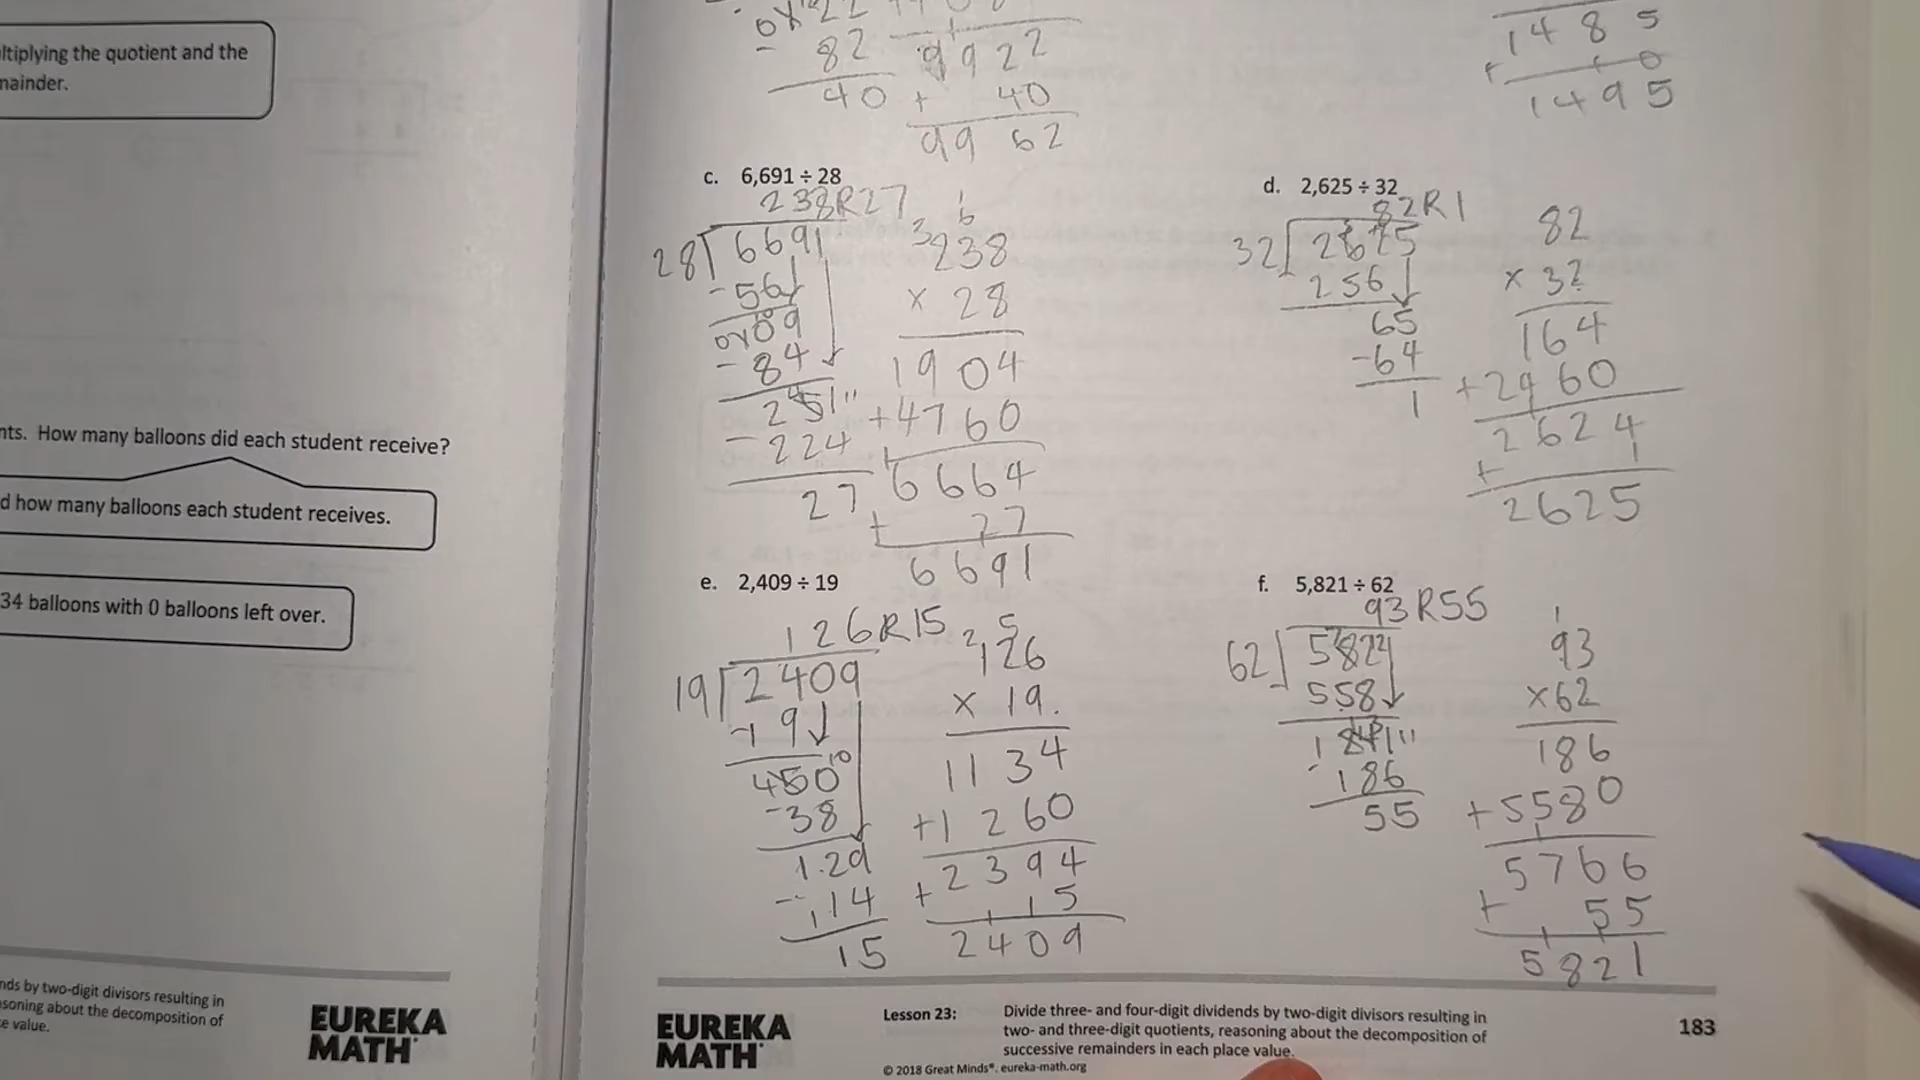 ltiplying the quotient and the
mainder.
nts. How many balloons did each student receive?
d how many balloons each student receives.
34 balloons with 0 balloons left over.
nds by two-digit divisors resulting in
asoning about the decomposition of
e value.
EUREKA
MATH
82
40
9922
+ 40
9962
1485
+ 0
1495
c. 6,691 ÷ 28
238R27
28 6691
-56
109
-84
251
-224
27
238
x 28
1904
+4760
6664
+ 27
6691
d. 2,625 ÷ 32
82R1
32 2625
256
65
-64
1
82
x 32
164
+2460
2624
+ 1
2625
e. 2,409 ÷ 19
126R15
19 2409
-19
50
-38
129
-114
15
126
x 19.
1134
+1260
2394
+ 15
2409
f. 5,821 ÷ 62
93R55
62 5821
558
241
-186
55
93
x62
186
+5580
5766
+ 55
5821
EUREKA
MATH
Lesson 23: Divide three- and four-digit dividends by two-digit divisors resulting in
two- and three-digit quotients, reasoning about the decomposition of
successive remainders in each place value.
© 2018 Great Minds®. eureka-math.org
183